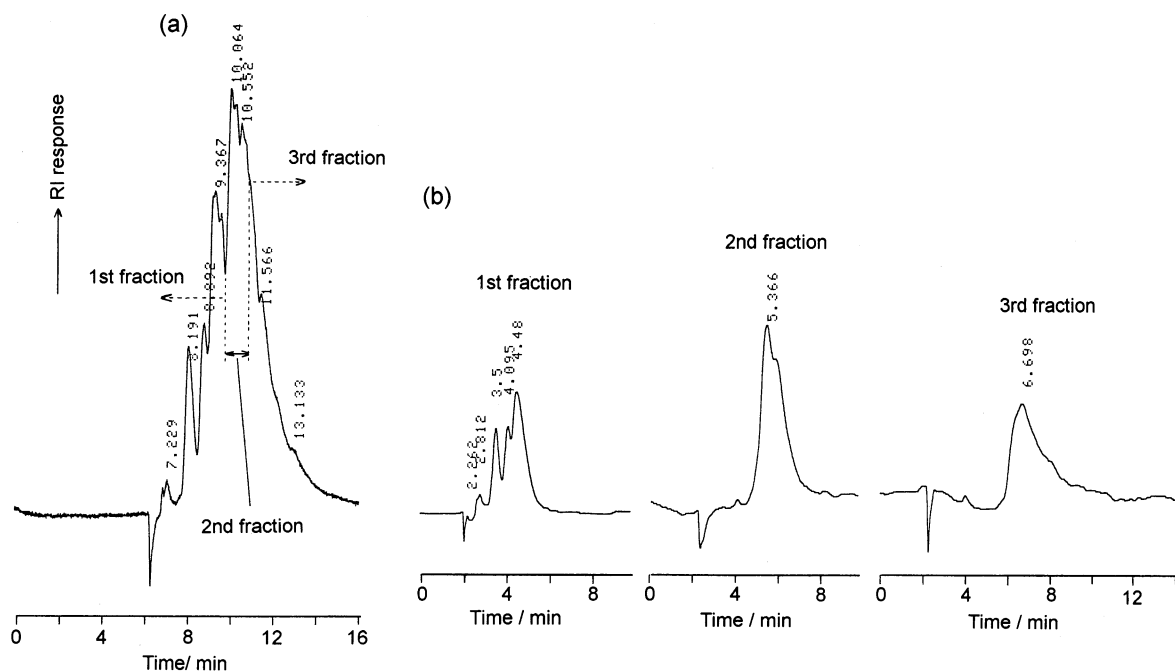 (a)
RI response
7.229
8.191
9.367
10.064
10.552
11.566
13.133
1st fraction
2nd fraction
3rd fraction
0 4 8 12 16
Time/ min
(b)
1st fraction
2.262
2.812
3.5
4.095
4.48
0 4 8
Time / min
2nd fraction
5.366
0 4 8
Time / min
3rd fraction
6.698
0 4 8 12
Time / min